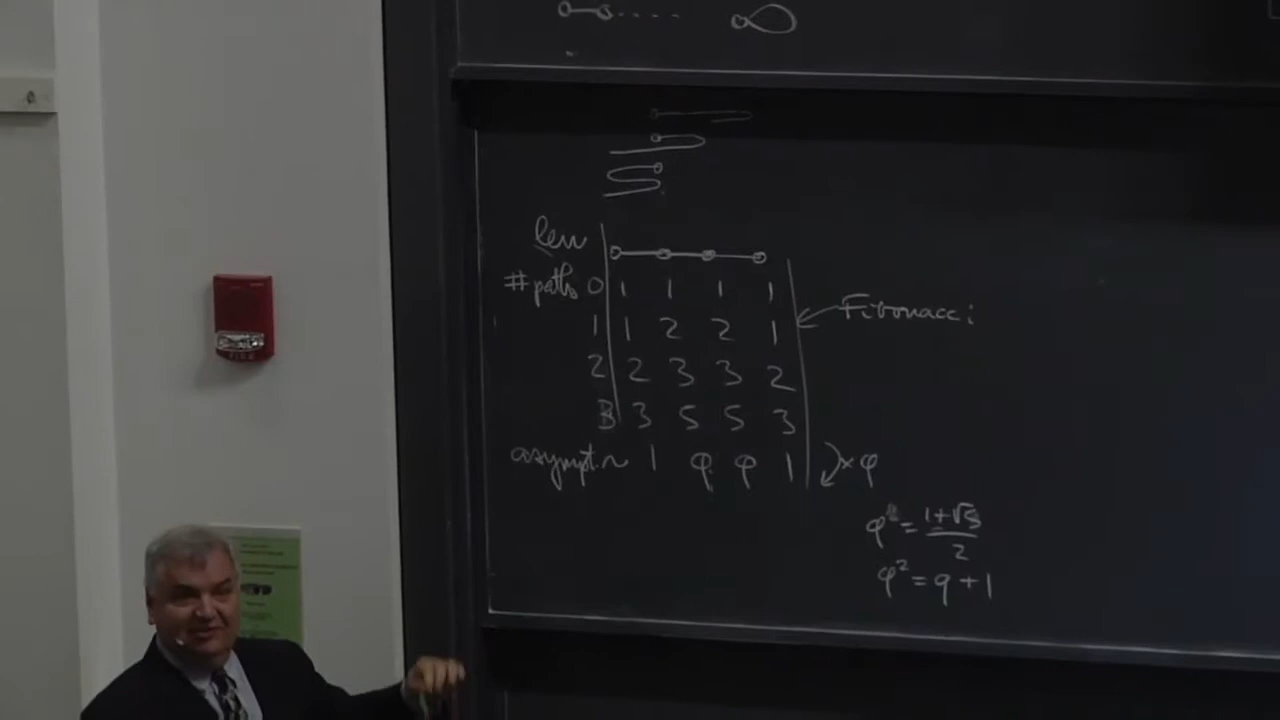 len
# paths 0 1 1 1 1
1 1 2 2 1
Fibonacci
2 2 3 3 2
3 3 5 5 3
asympt. ~ 1 φ φ 1
×φ
φ = 1+√5
2
φ² = φ + 1
FIRE